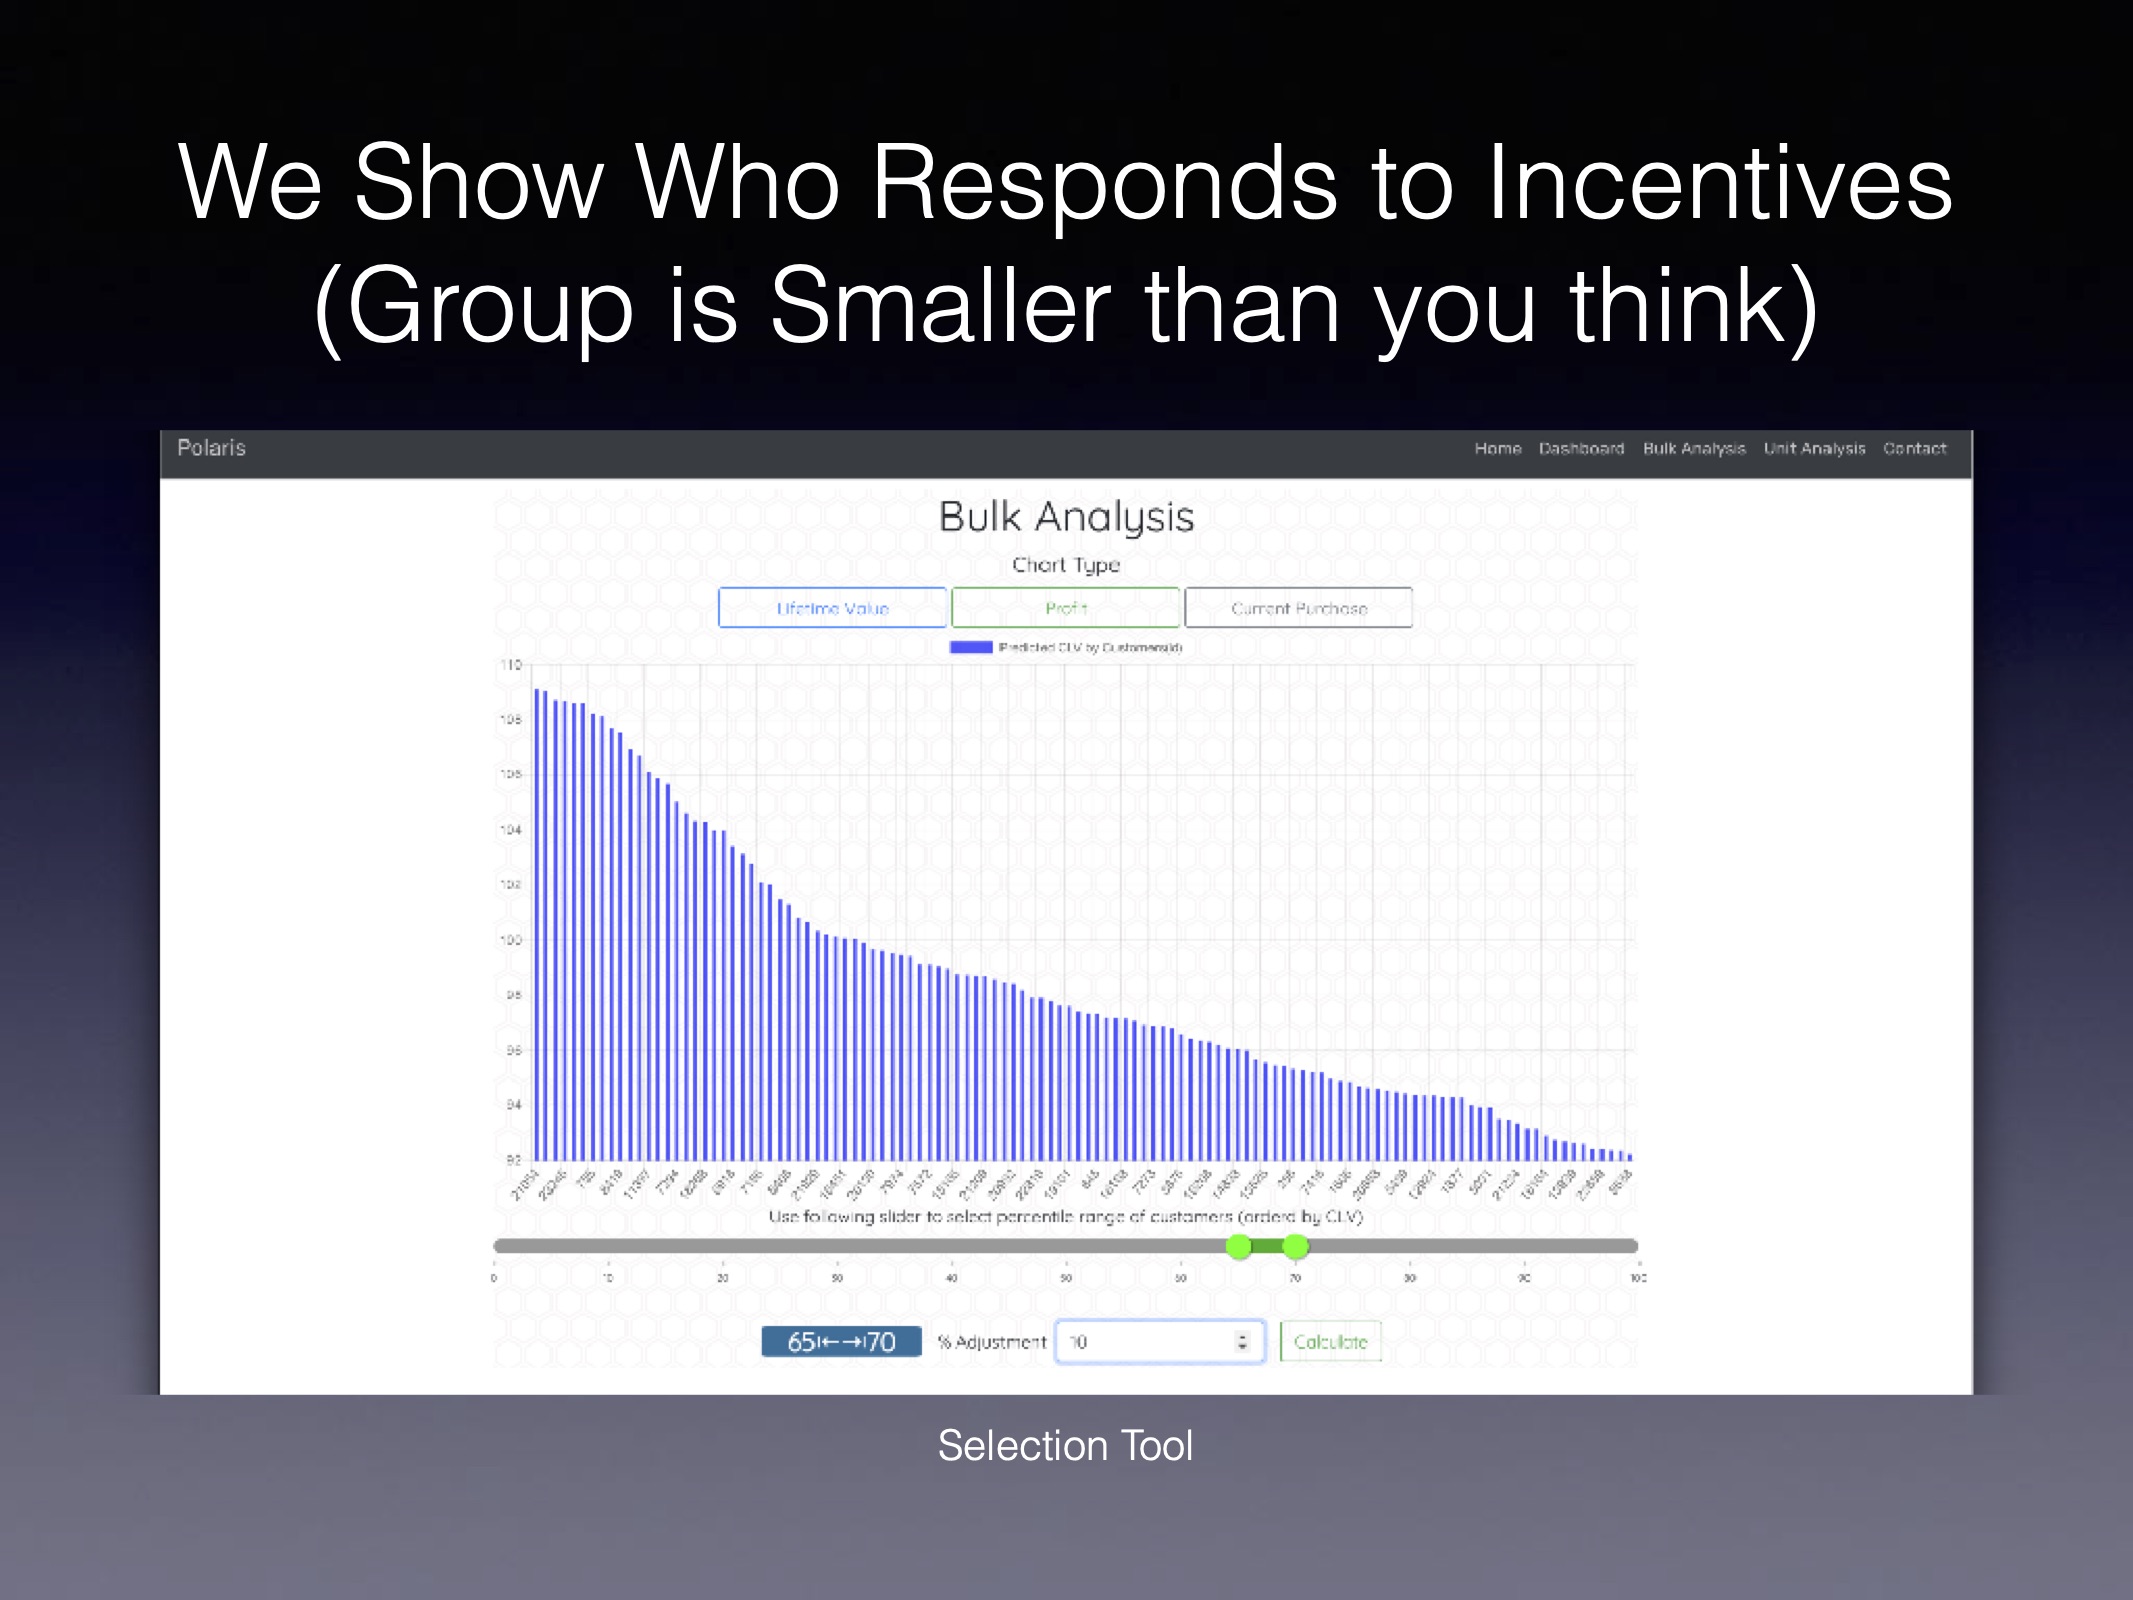 We Show Who Responds to Incentives
(Group is Smaller than you think)
Polaris
Home Dashboard Bulk Analysis Unit Analysis Contact
Bulk Analysis
Chart Type
Lifetime Value Profit Current Purchase
Predicted CLV by Customers(id)
110
108
106
104
102
100
98
96
94
92
Use following slider to select percentile range of customers (orderd by CLV)
0 10 20 30 40 50 60 70 80 90 100
65 70 % Adjustment 10 Calculate
Selection Tool